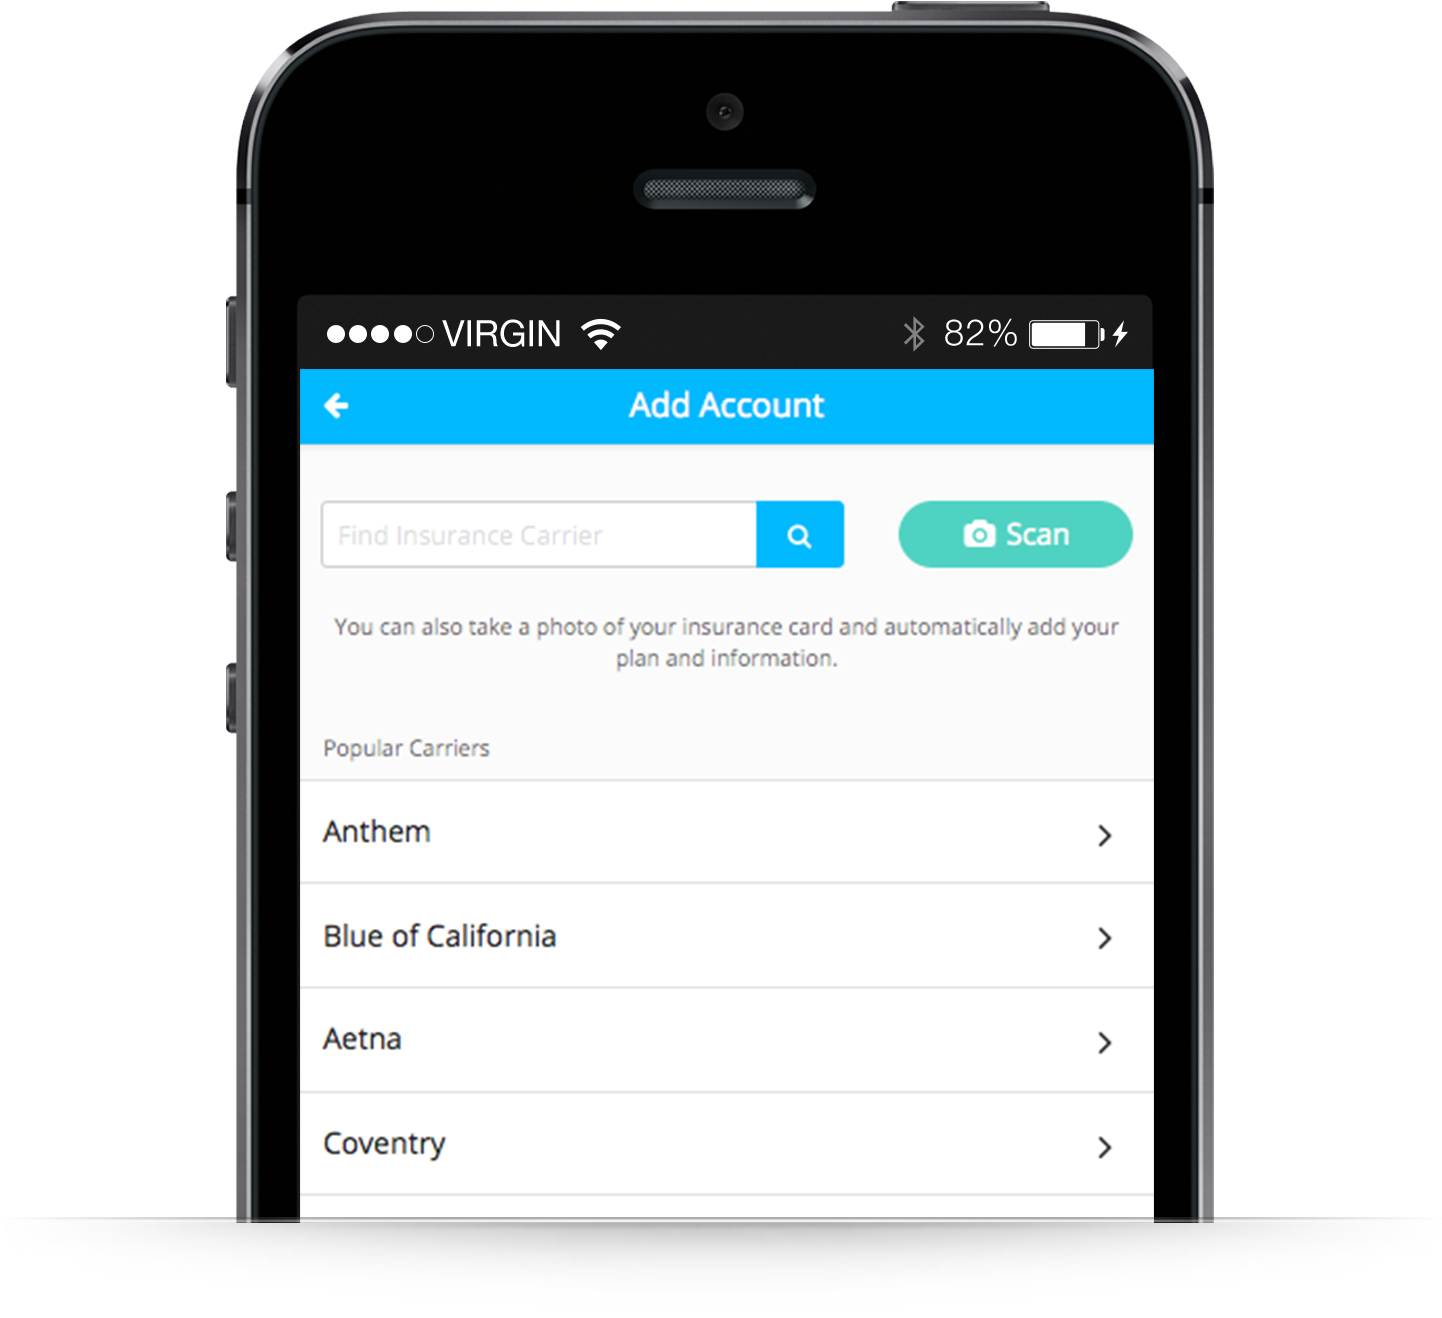 VIRGIN 82%
Add Account
Find Insurance Carrier Scan
You can also take a photo of your insurance card and automatically add your
plan and information.
Popular Carriers
Anthem
Blue of California
Aetna
Coventry